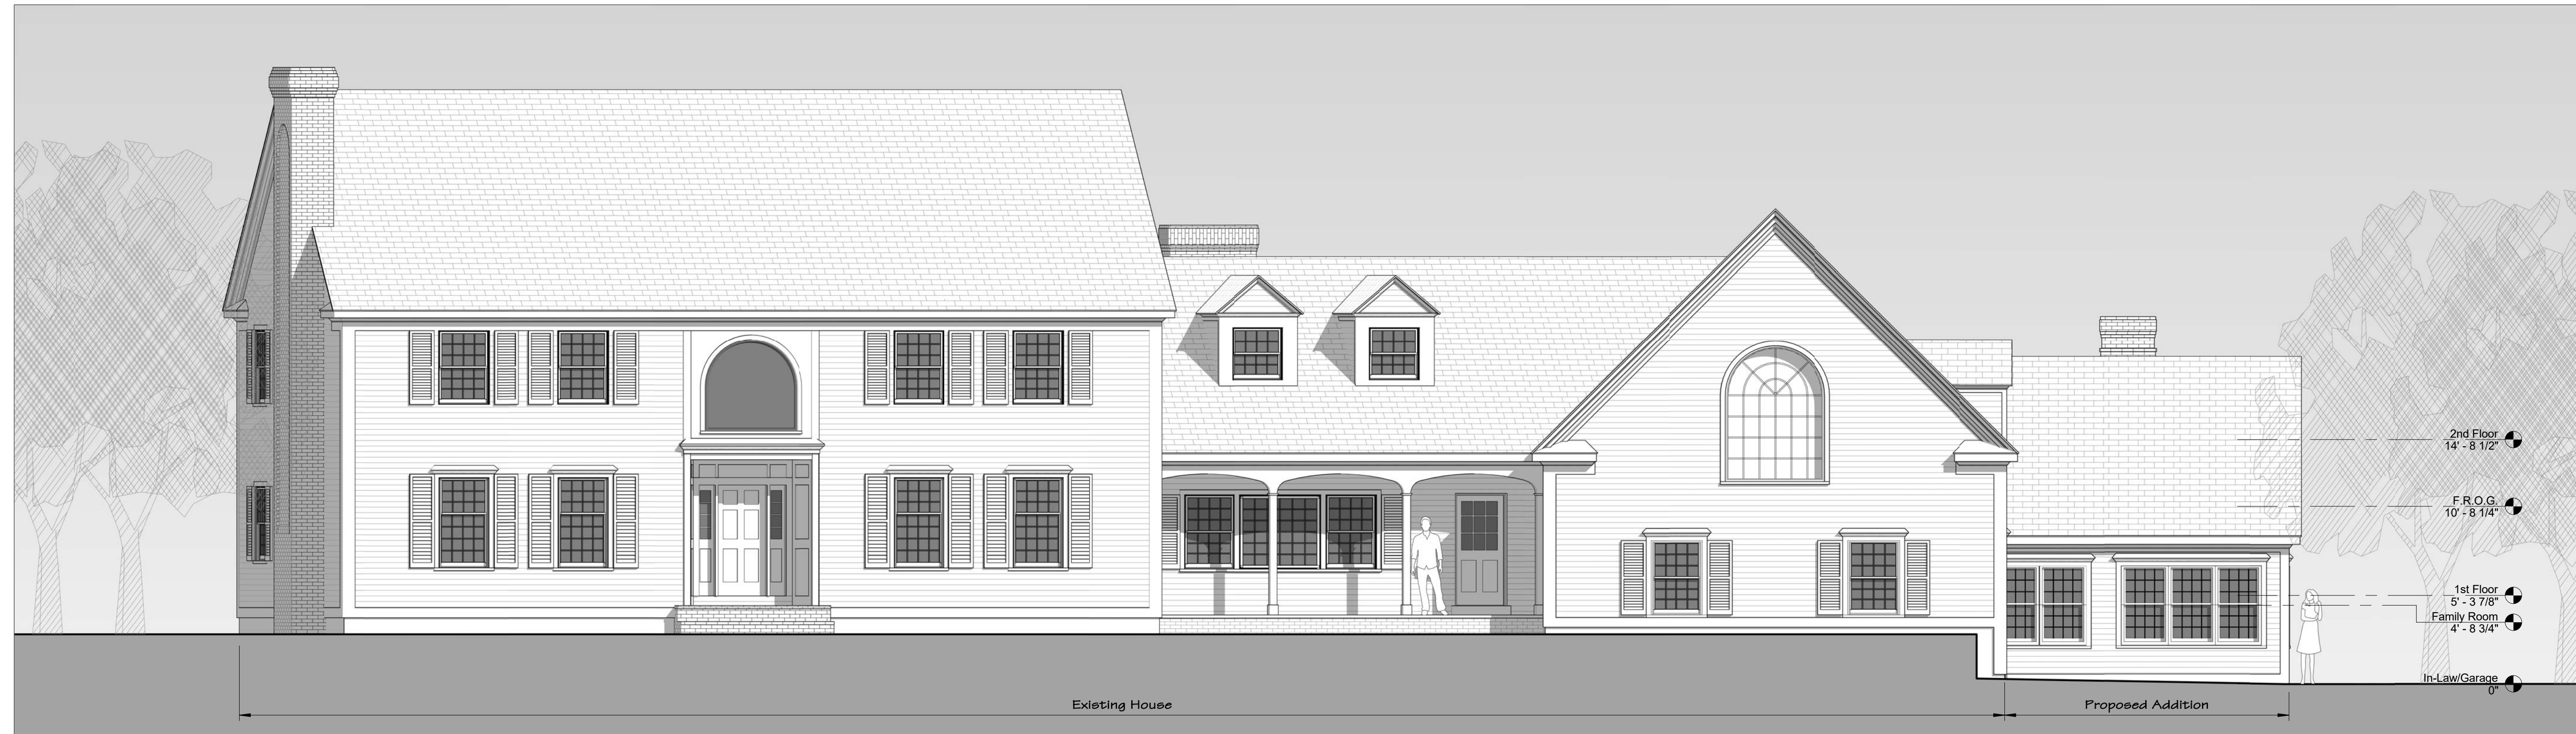 2nd Floor
14' - 8 1/2"
F.R.O.G.
10' - 8 1/4"
1st Floor
5' - 3 7/8"
Family Room
4' - 8 3/4"
In-Law/Garage
0"
Existing House
Proposed Addition